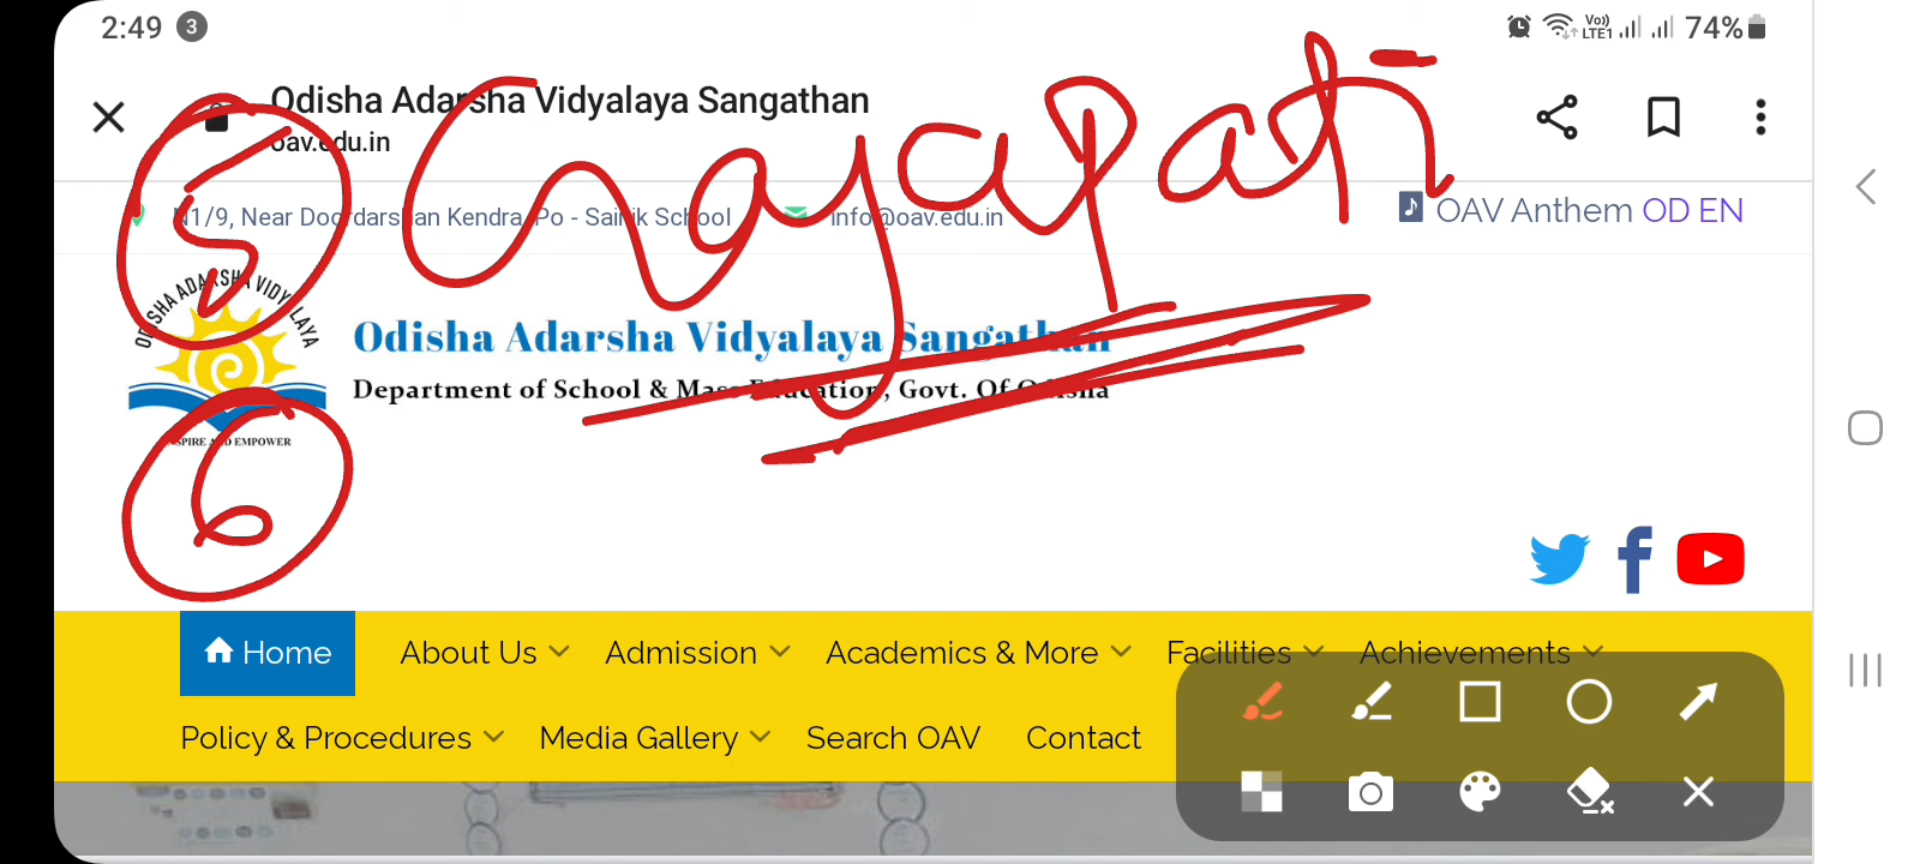 2:49 3 Vo)) LTE1 74%
Odisha Adarsha Vidyalaya Sangathan
oav.edu.in
5 Gajapati
N1/9, Near Doordarshan Kendra, Po - Sainik School info@oav.edu.in OAV Anthem OD EN
ODISHA ADARSHA VIDYALAYA
Odisha Adarsha Vidyalaya Sangathan
Department of School & Mass Education, Govt. Of Odisha
INSPIRE AND EMPOWER
6
Home About Us Admission Academics & More Facilities Achievements
Policy & Procedures Media Gallery Search OAV Contact